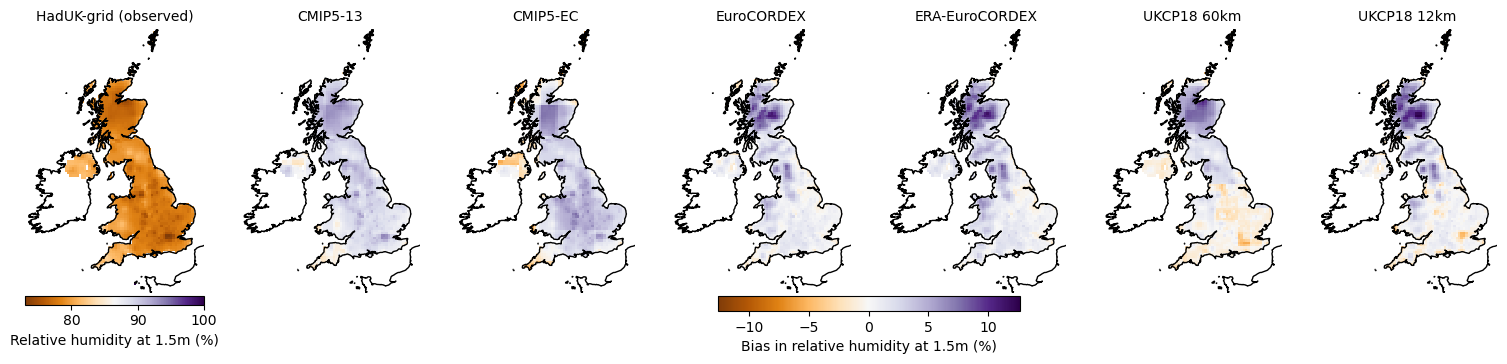 HadUK-grid (observed)
CMIP5-13
CMIP5-EC
EuroCORDEX
ERA-EuroCORDEX
UKCP18 60km
UKCP18 12km
80 90 100
Relative humidity at 1.5m (%)
−10 −5 0 5 10
Bias in relative humidity at 1.5m (%)